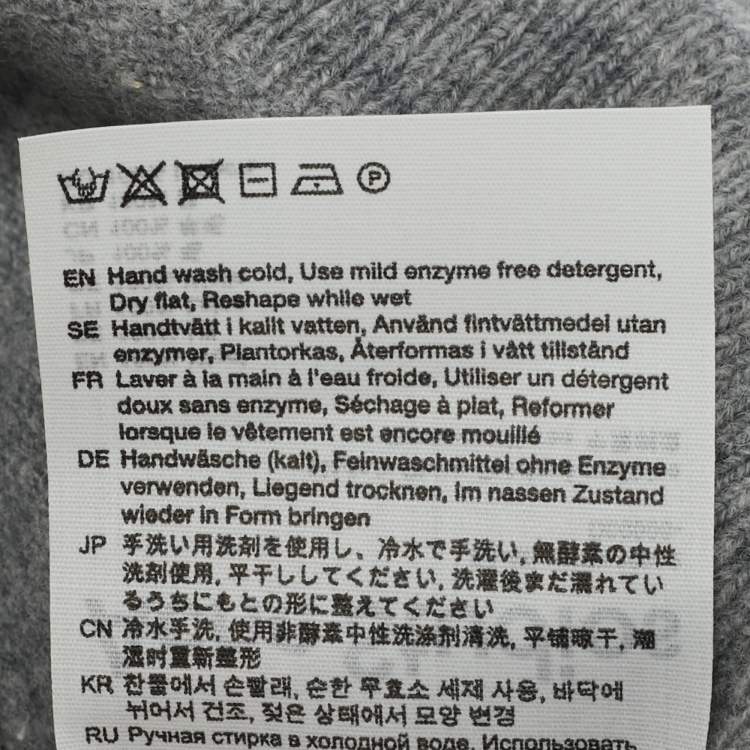 P
EN Hand wash cold, Use mild enzyme free detergent,
Dry flat, Reshape while wet
SE Handtvätt i kallt vatten, Använd fintvättmedel utan
enzymer, Plantorkas, Återformas i vått tillstånd
FR Laver à la main à l'eau froide, Utiliser un détergent
doux sans enzyme, Séchage à plat, Reformer
lorsque le vêtement est encore mouillé
DE Handwäsche (kalt), Feinwaschmittel ohne Enzyme
verwenden, Liegend trocknen, Im nassen Zustand
wieder in Form bringen
JP 手洗い用洗剤を使用し、冷水で手洗い, 無酵素の中性
洗剤使用, 平干ししてください, 洗濯後まだ濡れてい
るうちにもとの形に整えてください
CN 冷水手洗, 使用非酵素中性洗涤剂清洗, 平铺晾干, 潮
湿时重新整形
KR 찬물에서 손빨래, 순한 무효소 세제 사용, 바닥에
뉘어서 건조, 젖은 상태에서 모양 변경
RU Ручная стирка в холодной воде, Использовать